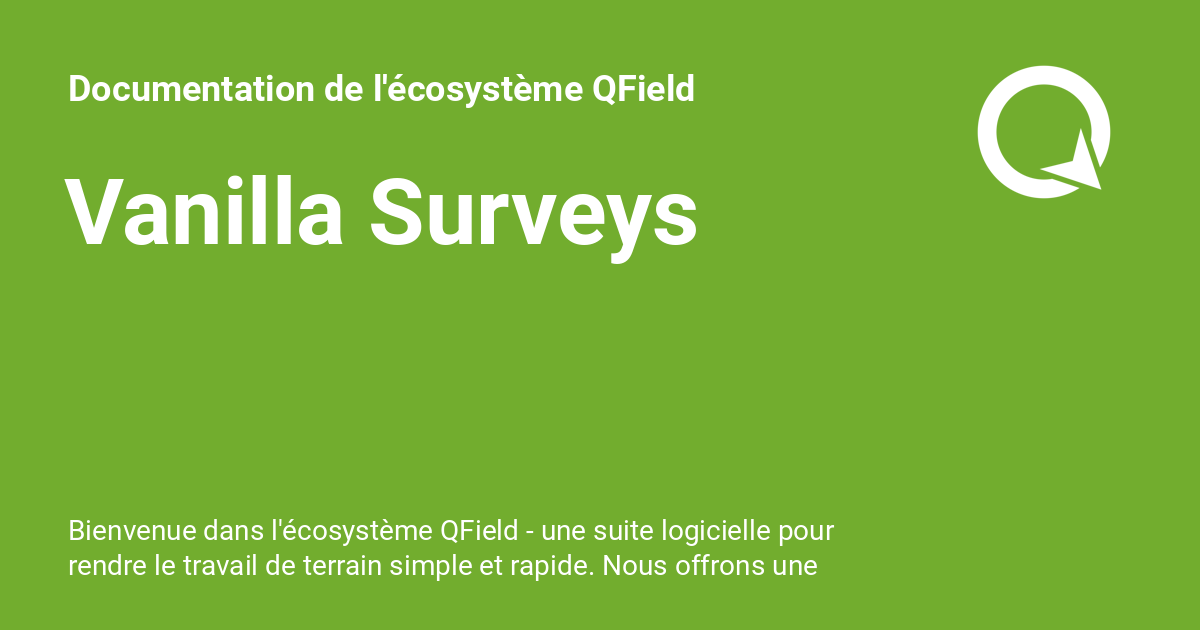 Documentation de l'écosystème QField
Vanilla Surveys
Bienvenue dans l'écosystème QField - une suite logicielle pour
rendre le travail de terrain simple et rapide. Nous offrons une